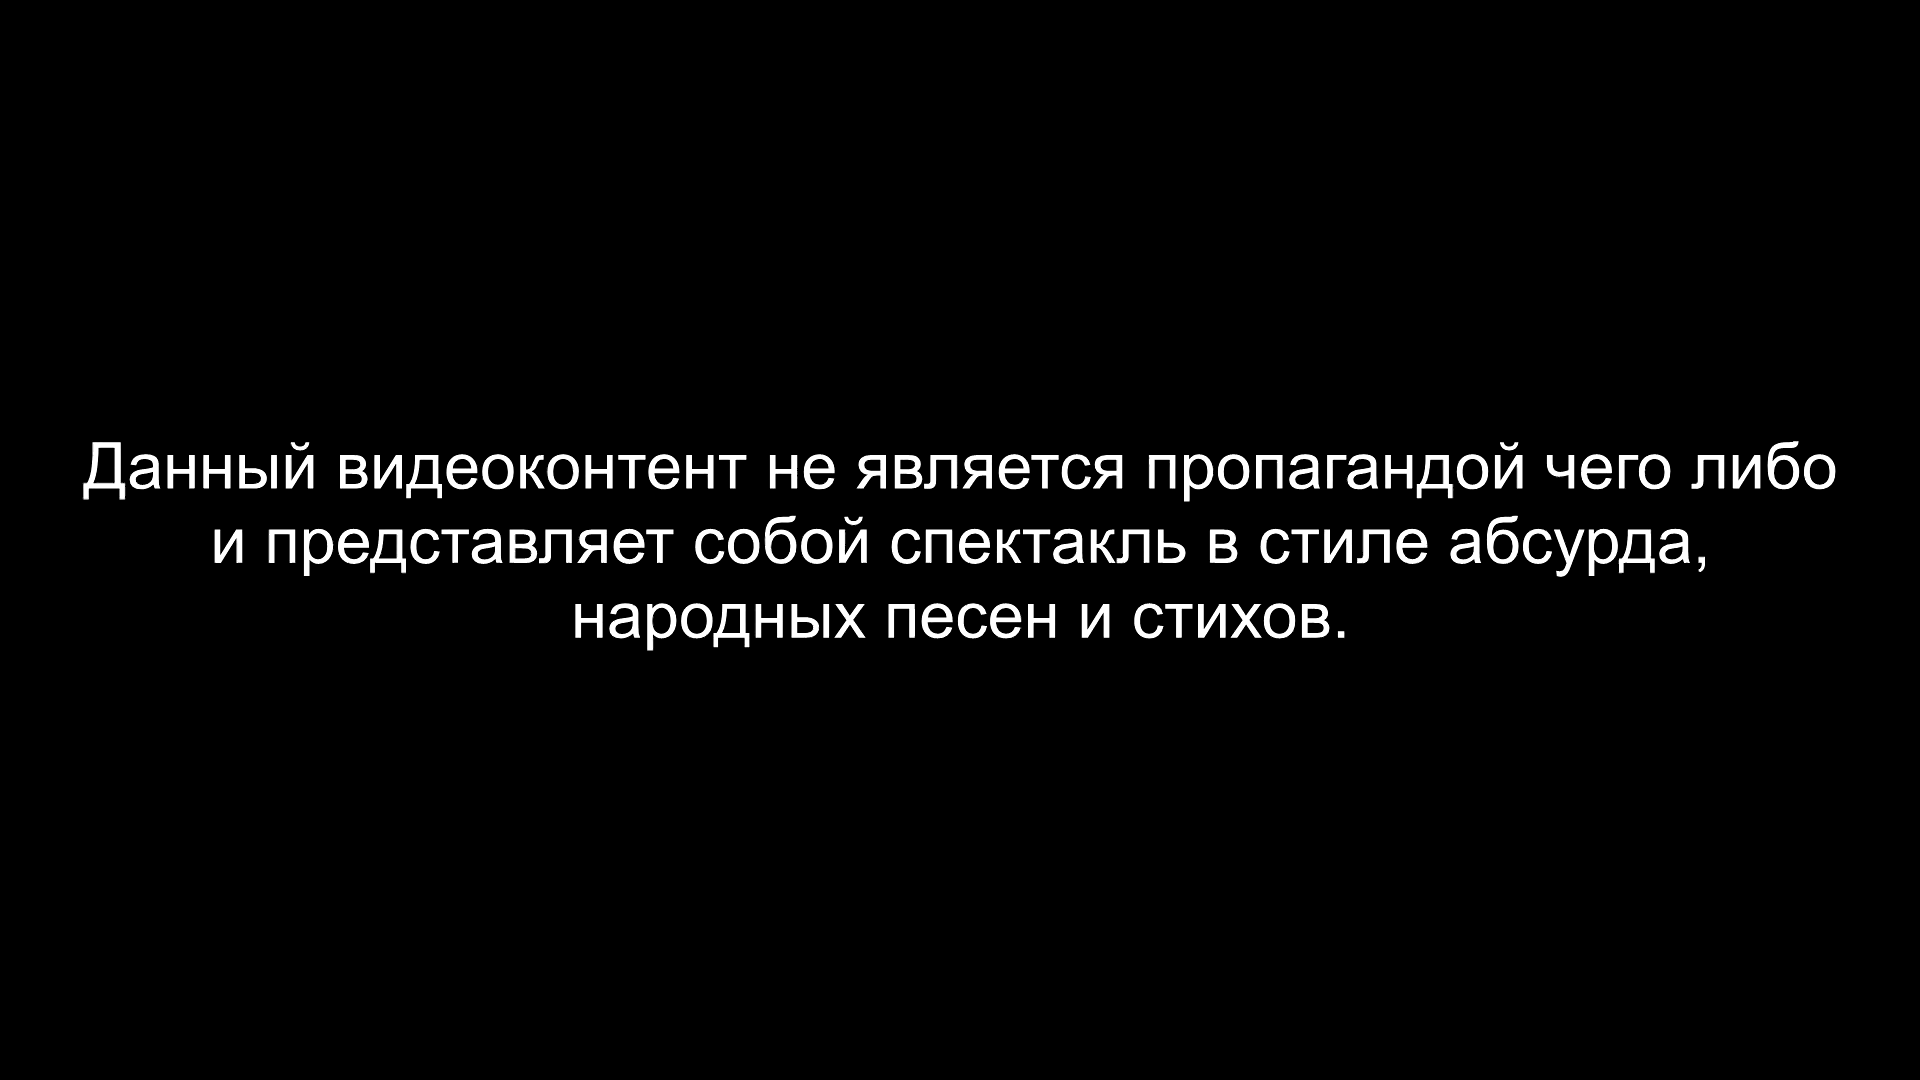 Данный видеоконтент не является пропагандой чего либо
и представляет собой спектакль в стиле абсурда,
народных песен и стихов.